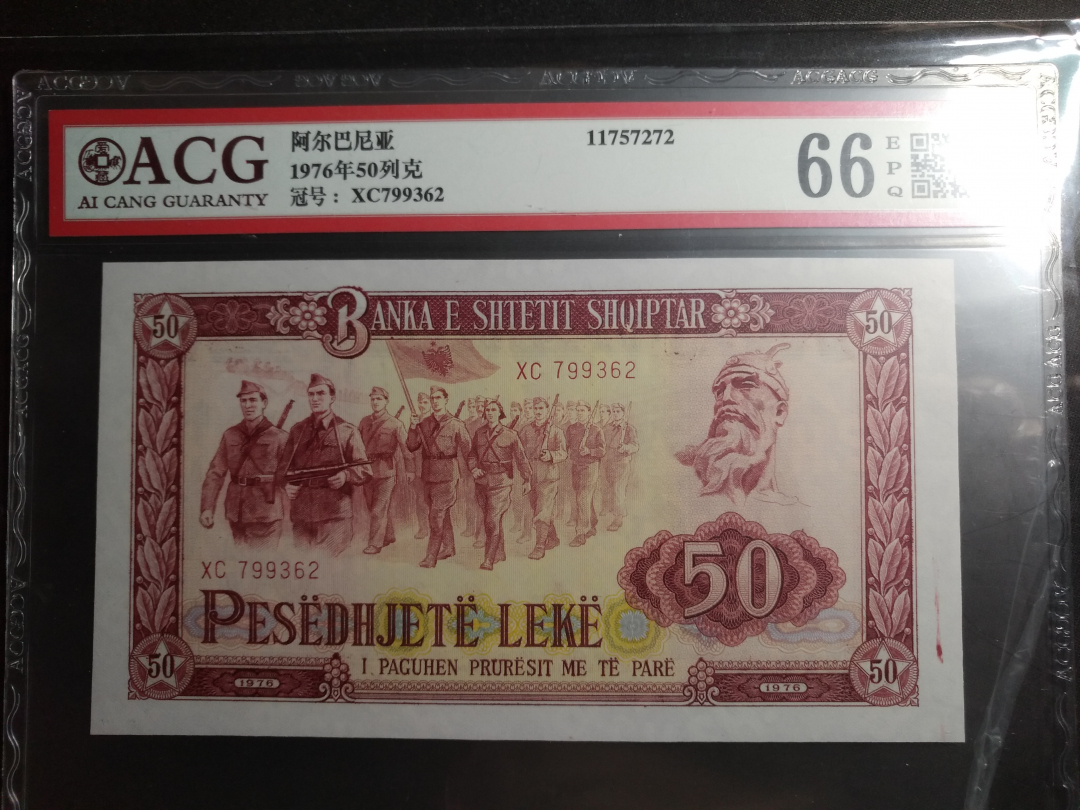 ACGACG
ACG
AI CANG GUARANTY
阿尔巴尼亚
1976年50列克
冠号： XC799362
11757272
66
EPQ
50
BANKA E SHTETIT SHQIPTAR
50
XC 799362
XC 799362
50
PESËDHJETË LEKË
I PAGUHEN PRURËSIT ME TË PARË
50
1976
1976
50